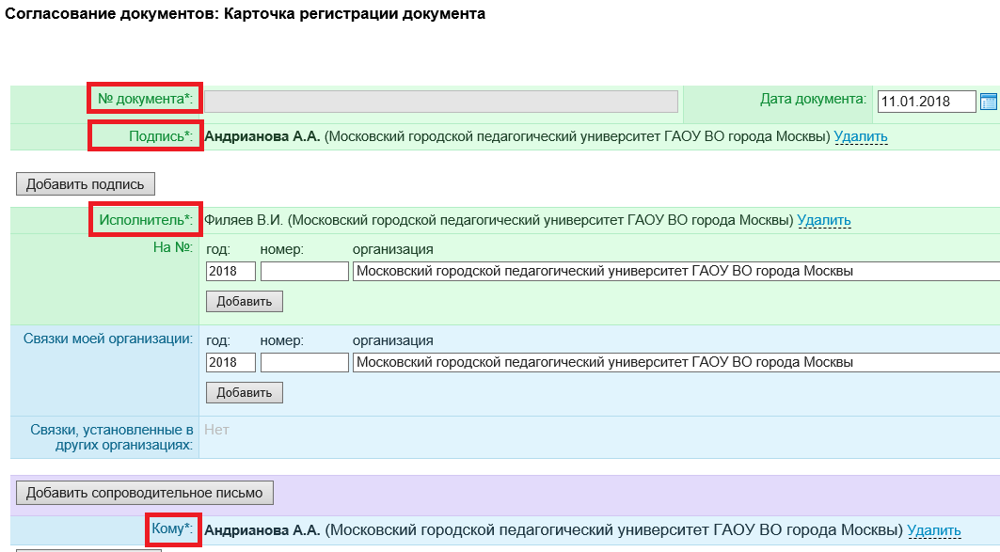 Согласование документов: Карточка регистрации документа
№ документа*: Дата документа: 11.01.2018
Подпись*: Андрианова А.А. (Московский городской педагогический университет ГАОУ ВО города Москвы) Удалить
Добавить подпись
Исполнитель*: Филяев В.И. (Московский городской педагогический университет ГАОУ ВО города Москвы) Удалить
На №: год: номер: организация
2018 Московский городской педагогический университет ГАОУ ВО города Москвы
Добавить
Связки моей организации: год: номер: организация
2018 Московский городской педагогический университет ГАОУ ВО города Москвы
Добавить
Связки, установленные в Нет
других организациях:
Добавить сопроводительное письмо
Кому*: Андрианова А.А. (Московский городской педагогический университет ГАОУ ВО города Москвы) Удалить